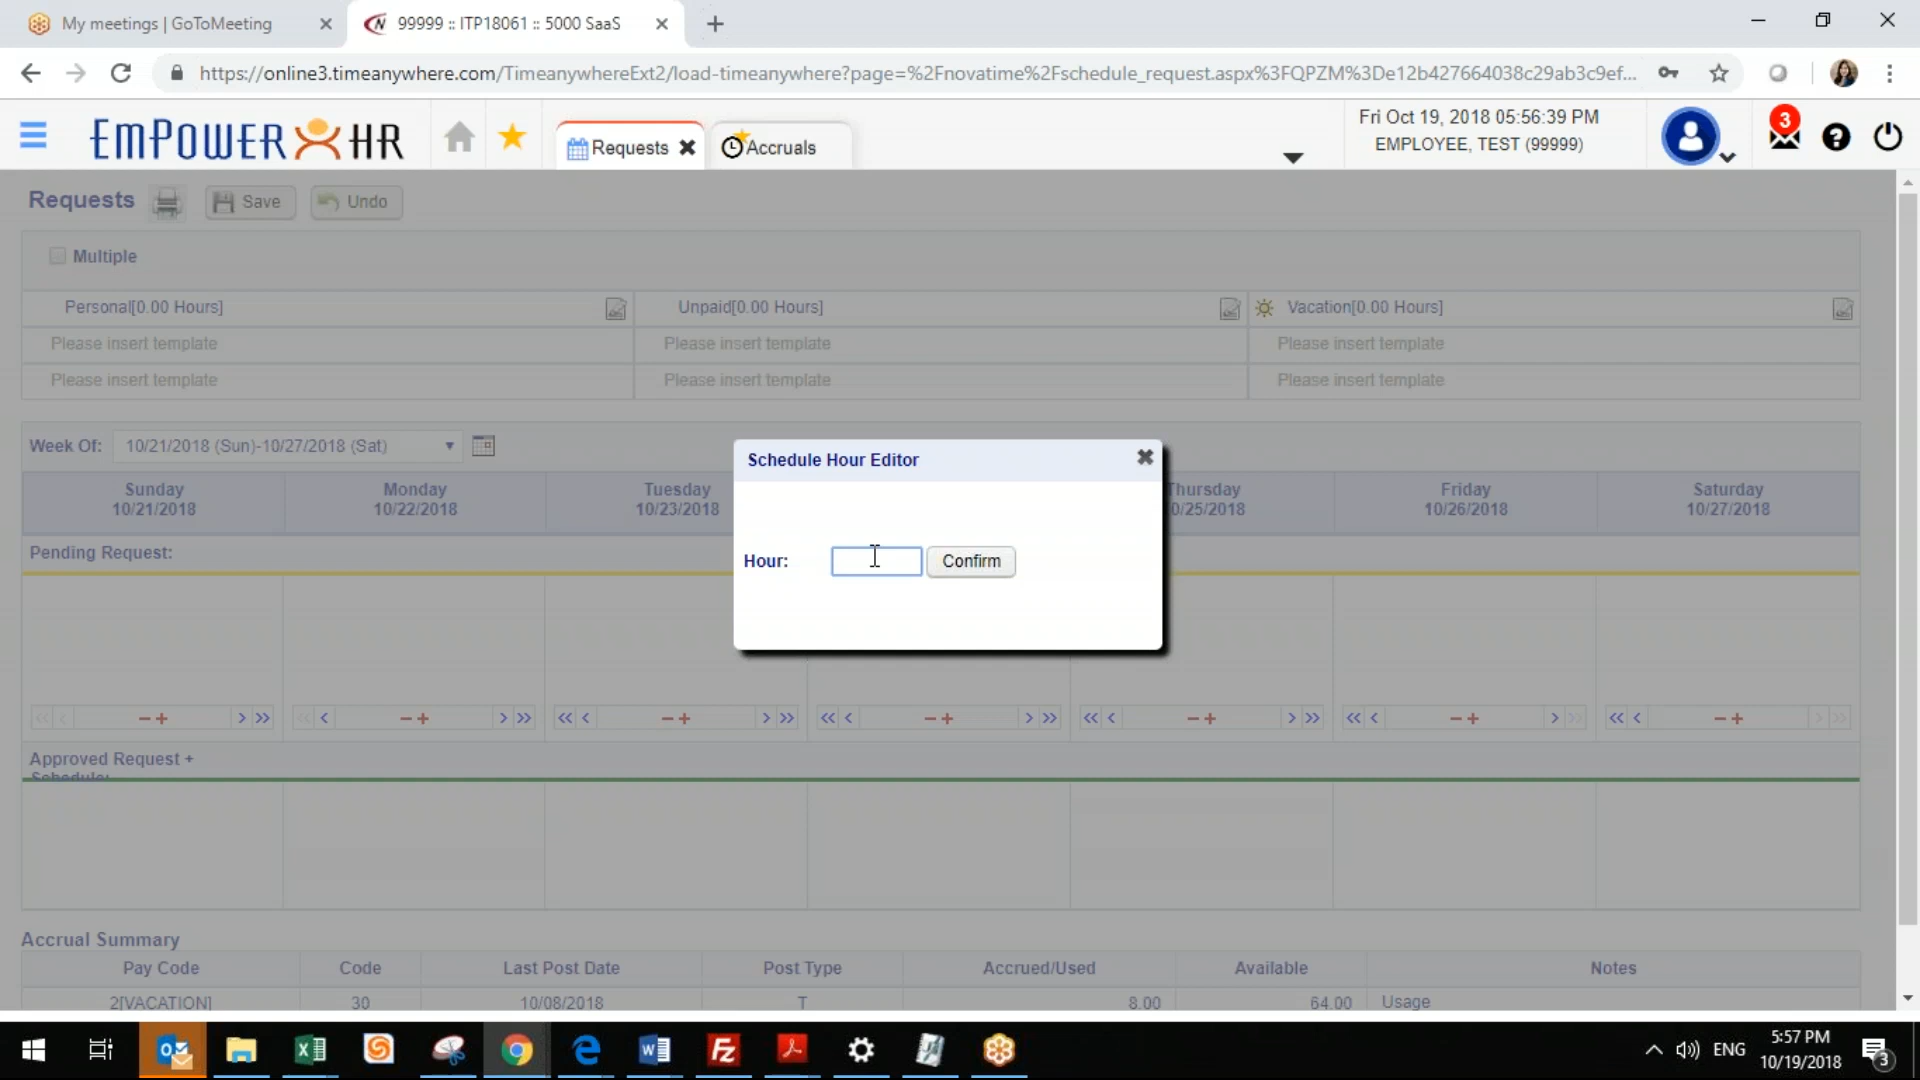 My meetings | GoToMeeting
99999 :: ITP18061 :: 5000 SaaS
https://online3.timeanywhere.com/TimeanywhereExt2/load-timeanywhere?page=%2Fnovatime%2Fschedule_request.aspx%3FQPZM%3De12b427664038c29ab3c9ef...
EMPOWER HR
Requests
Accruals
Fri Oct 19, 2018 05:56:39 PM
EMPLOYEE, TEST (99999)
3
Requests
Save
Undo
Multiple
Personal[0.00 Hours]
Unpaid[0.00 Hours]
Vacation[0.00 Hours]
Please insert template
Please insert template
Please insert template
Please insert template
Please insert template
Please insert template
Week Of:
10/21/2018 (Sun)-10/27/2018 (Sat)
Sunday
10/21/2018
Monday
10/22/2018
Tuesday
10/23/2018
Thursday
0/25/2018
Friday
10/26/2018
Saturday
10/27/2018
Schedule Hour Editor
Hour:
Confirm
Pending Request:
Approved Request +
Schedule:
Accrual Summary
Pay Code
Code
Last Post Date
Post Type
Accrued/Used
Available
Notes
2[VACATION]
30
10/08/2018
T
8.00
64.00
Usage
ENG
5:57 PM
10/19/2018
3